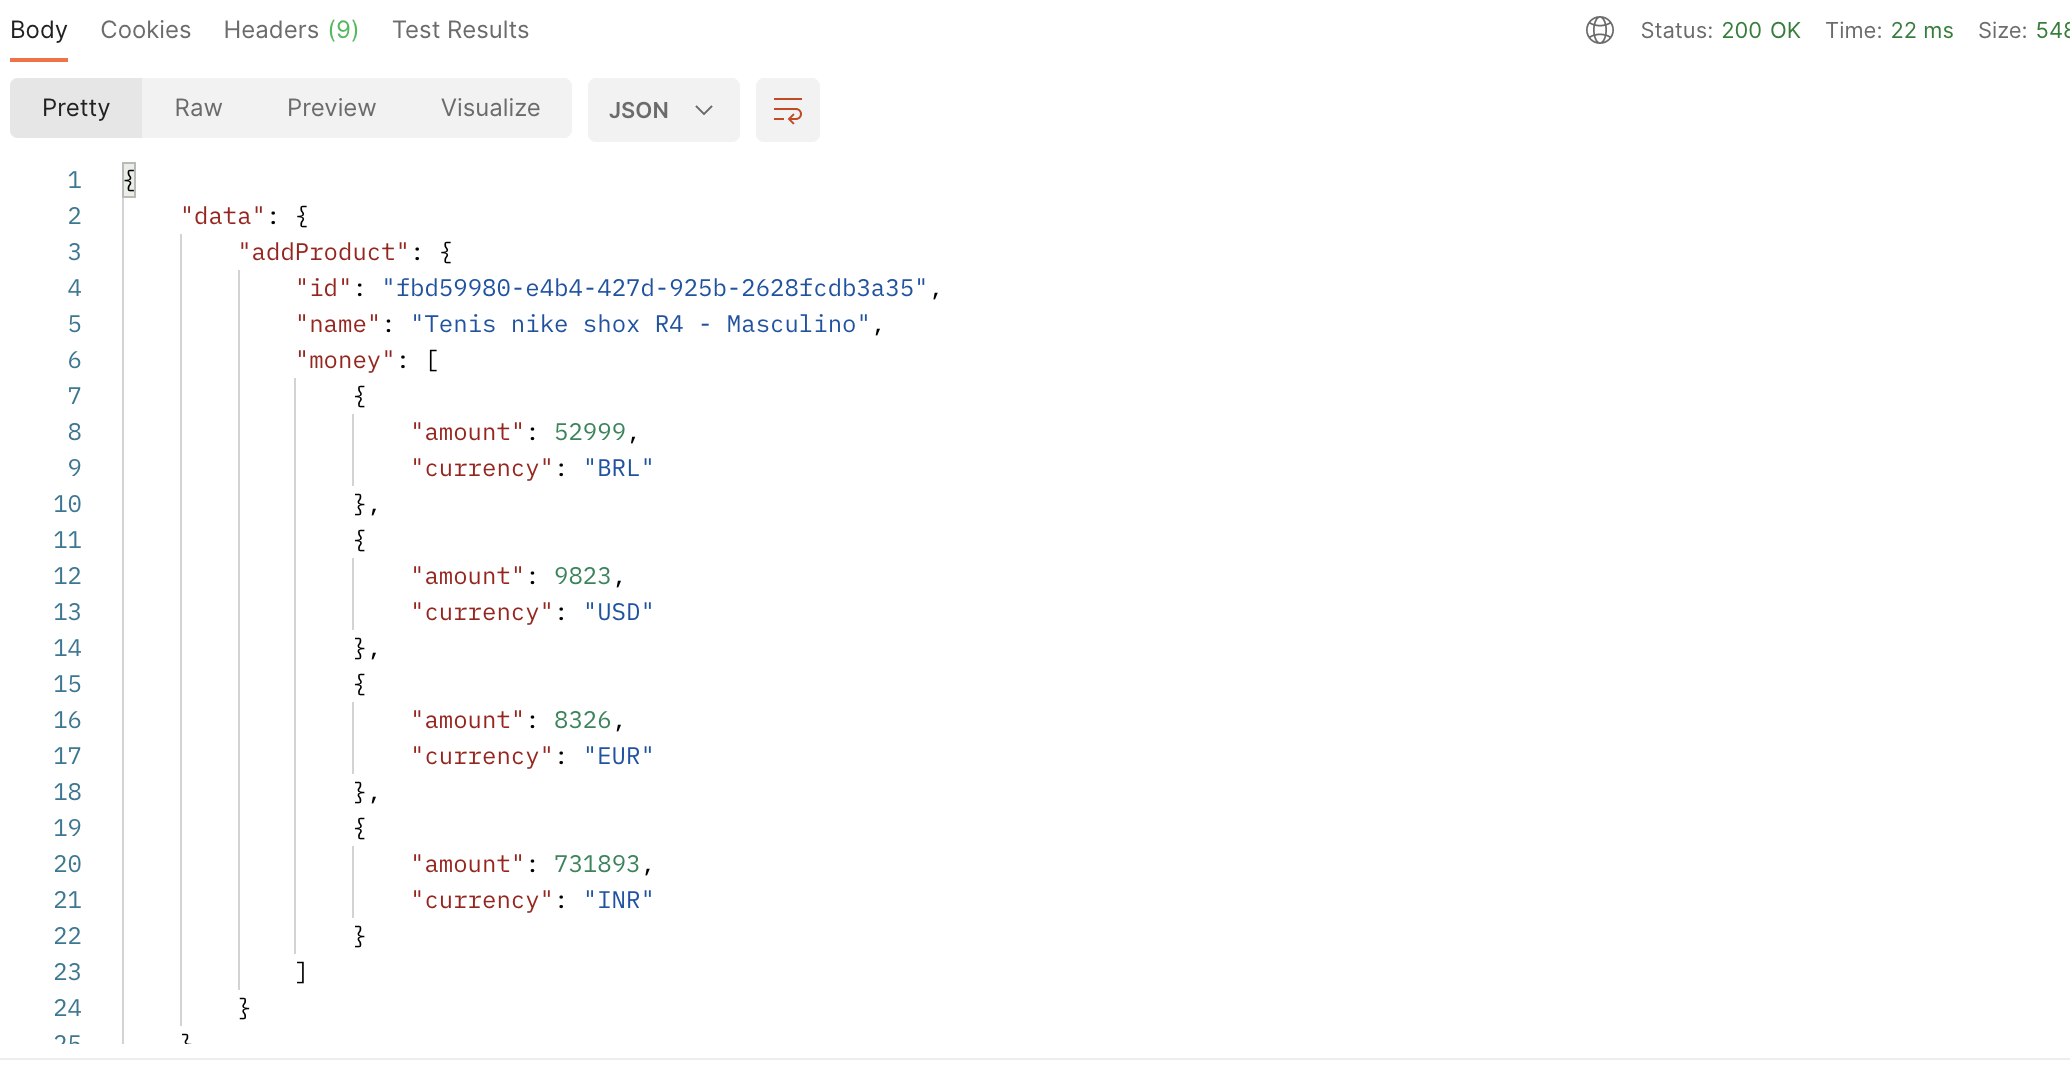 Body Cookies Headers (9) Test Results Status: 200 OK Time: 22 ms Size: 548
Pretty Raw Preview Visualize JSON
1 {
2 "data": {
3 "addProduct": {
4 "id": "fbd59980-e4b4-427d-925b-2628fcdb3a35",
5 "name": "Tenis nike shox R4 - Masculino",
6 "money": [
7 {
8 "amount": 52999,
9 "currency": "BRL"
10 },
11 {
12 "amount": 9823,
13 "currency": "USD"
14 },
15 {
16 "amount": 8326,
17 "currency": "EUR"
18 },
19 {
20 "amount": 731893,
21 "currency": "INR"
22 }
23 ]
24 }
25 }